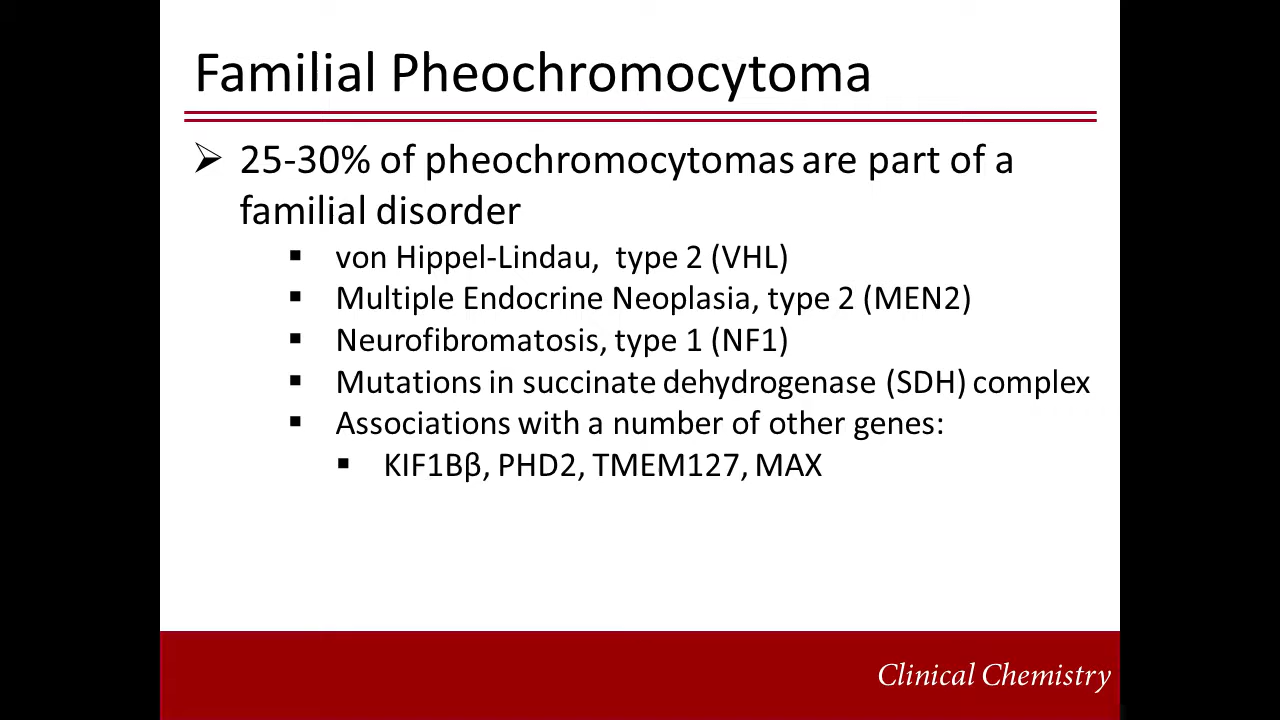 Familial Pheochromocytoma
25-30% of pheochromocytomas are part of a
familial disorder
von Hippel-Lindau, type 2 (VHL)
Multiple Endocrine Neoplasia, type 2 (MEN2)
Neurofibromatosis, type 1 (NF1)
Mutations in succinate dehydrogenase (SDH) complex
Associations with a number of other genes:
KIF1Bβ, PHD2, TMEM127, MAX
Clinical Chemistry